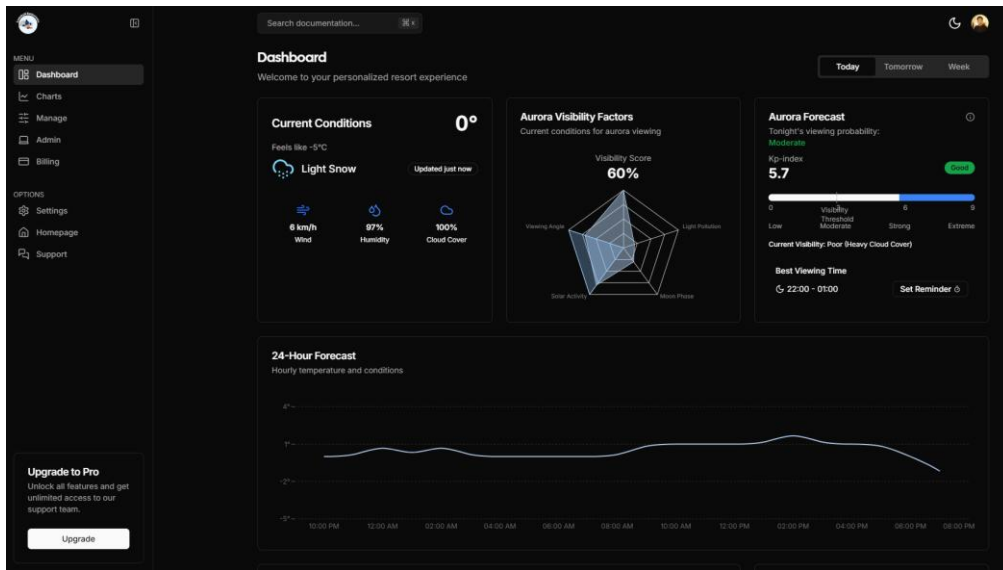 Search documentation...
⌘ K
MENU
Dashboard
Charts
Manage
Admin
Billing
OPTIONS
Settings
Homepage
Support
Upgrade to Pro
Unlock all features and get
unlimited access to our
support team.
Upgrade
Dashboard
Welcome to your personalized resort experience
Today Tomorrow Week
Current Conditions 0°
Feels like -5°C
Light Snow Updated just now
6 km/h 97% 100%
Wind Humidity Cloud Cover
Aurora Visibility Factors
Current conditions for aurora viewing
Visibility Score
60%
Viewing Angle Light Pollution
Solar Activity Moon Phase
Aurora Forecast
Tonight's viewing probability:
Moderate
Kp-index
5.7 Good
0 3 6 9
Visibility
Threshold
Low Moderate Strong Extreme
Current Visibility: Poor (Heavy Cloud Cover)
Best Viewing Time
22:00 - 01:00 Set Reminder
24-Hour Forecast
Hourly temperature and conditions
4°
1°
-2°
-5°
10:00 PM 12:00 AM 02:00 AM 04:00 AM 06:00 AM 08:00 AM 10:00 AM 12:00 PM 02:00 PM 04:00 PM 06:00 PM 08:00 PM